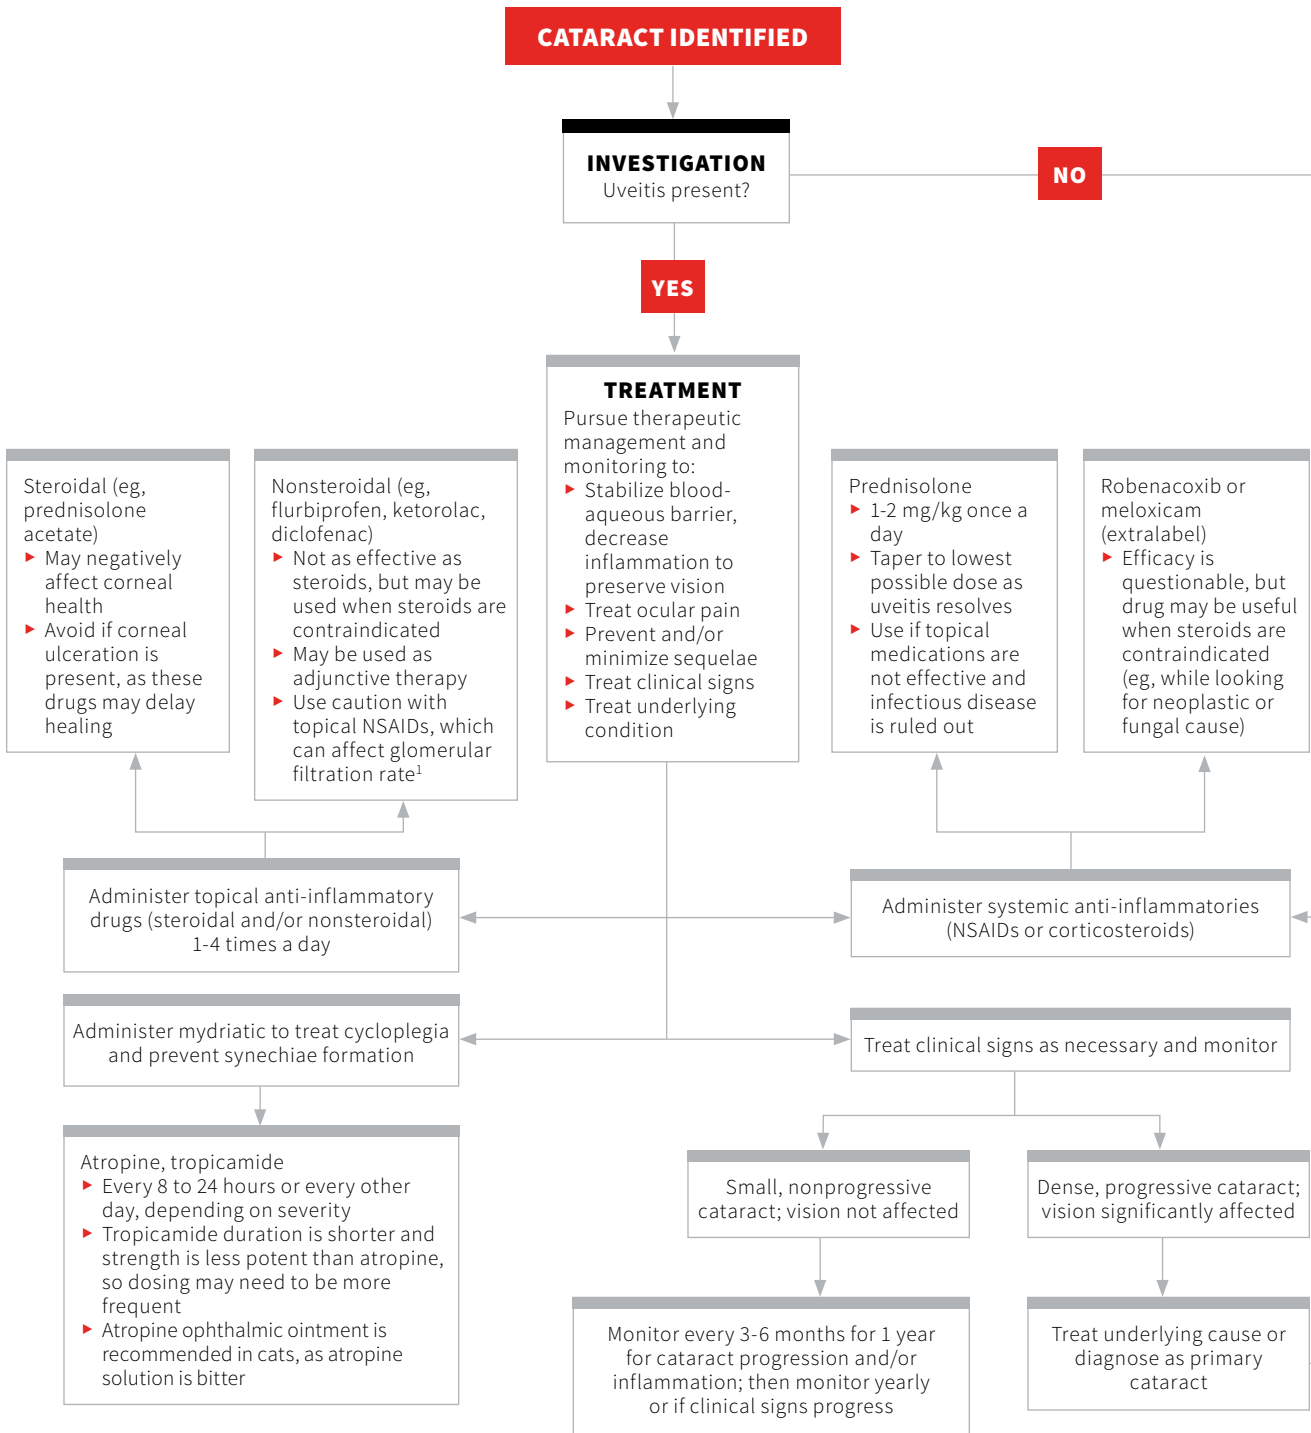 CATARACT IDENTIFIED
INVESTIGATION
Uveitis present?
NO
YES
TREATMENT
Pursue therapeutic
management and
monitoring to:
► Stabilize blood-
aqueous barrier,
decrease
inflammation to
preserve vision
► Treat ocular pain
► Prevent and/or
minimize sequelae
► Treat clinical signs
► Treat underlying
condition
Steroidal (eg,
prednisolone
acetate)
► May negatively
affect corneal
health
► Avoid if corneal
ulceration is
present, as these
drugs may delay
healing
Nonsteroidal (eg,
flurbiprofen, ketorolac,
diclofenac)
► Not as effective as
steroids, but may be
used when steroids are
contraindicated
► May be used as
adjunctive therapy
► Use caution with
topical NSAIDs, which
can affect glomerular
filtration rate1
Prednisolone
► 1-2 mg/kg once a
day
► Taper to lowest
possible dose as
uveitis resolves
► Use if topical
medications are
not effective and
infectious disease
is ruled out
Robenacoxib or
meloxicam
(extralabel)
► Efficacy is
questionable, but
drug may be useful
when steroids are
contraindicated
(eg, while looking
for neoplastic or
fungal cause)
Administer topical anti-inflammatory
drugs (steroidal and/or nonsteroidal)
1-4 times a day
Administer systemic anti-inflammatories
(NSAIDs or corticosteroids)
Administer mydriatic to treat cycloplegia
and prevent synechiae formation
Treat clinical signs as necessary and monitor
Atropine, tropicamide
► Every 8 to 24 hours or every other
day, depending on severity
► Tropicamide duration is shorter and
strength is less potent than atropine,
so dosing may need to be more
frequent
► Atropine ophthalmic ointment is
recommended in cats, as atropine
solution is bitter
Small, nonprogressive
cataract; vision not affected
Dense, progressive cataract;
vision significantly affected
Monitor every 3-6 months for 1 year
for cataract progression and/or
inflammation; then monitor yearly
or if clinical signs progress
Treat underlying cause or
diagnose as primary
cataract